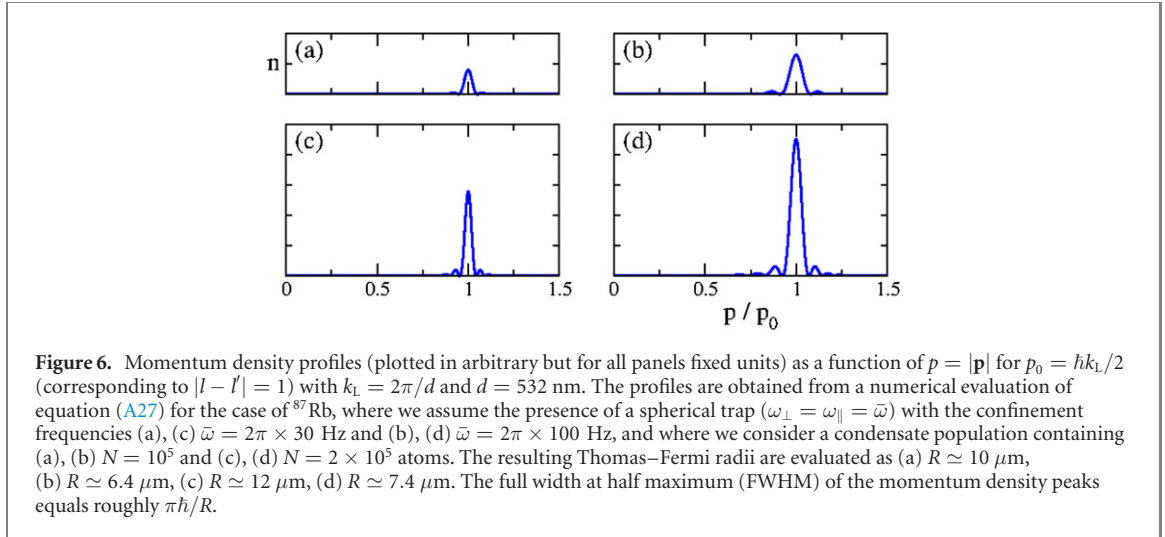 (a) (b)
n
(c) (d)
0 0.5 1 1.5 0 0.5 1 1.5
p / p₀
Figure 6. Momentum density profiles (plotted in arbitrary but for all panels fixed units) as a function of p = |p| for p₀ = ℏk_L/2
(corresponding to |l − l′| = 1) with k_L = 2π/d and d = 532 nm. The profiles are obtained from a numerical evaluation of
equation (A27) for the case of ⁸⁷Rb, where we assume the presence of a spherical trap (ω⊥ = ω∥ = ω̄) with the confinement
frequencies (a), (c) ω̄ = 2π × 30 Hz and (b), (d) ω̄ = 2π × 100 Hz, and where we consider a condensate population containing
(a), (b) N = 10⁵ and (c), (d) N = 2 × 10⁵ atoms. The resulting Thomas–Fermi radii are evaluated as (a) R ≃ 10 μm,
(b) R ≃ 6.4 μm, (c) R ≃ 12 μm, (d) R ≃ 7.4 μm. The full width at half maximum (FWHM) of the momentum density peaks
equals roughly πℏ/R.